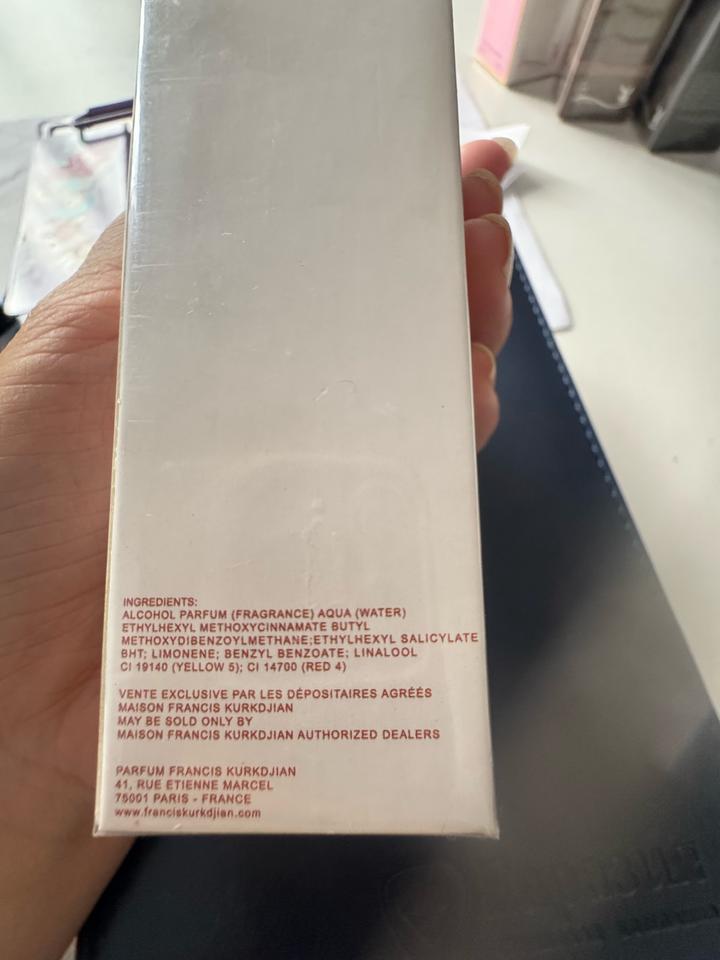 INGREDIENTS:
ALCOHOL PARFUM (FRAGRANCE) AQUA (WATER)
ETHYLHEXYL METHOXYCINNAMATE BUTYL
METHOXYDIBENZOYLMETHANE;ETHYLHEXYL SALICYLATE
BHT; LIMONENE; BENZYL BENZOATE; LINALOOL
CI 19140 (YELLOW 5); CI 14700 (RED 4)
VENTE EXCLUSIVE PAR LES DÉPOSITAIRES AGRÉÉS
MAISON FRANCIS KURKDJIAN
MAY BE SOLD ONLY BY
MAISON FRANCIS KURKDJIAN AUTHORIZED DEALERS
PARFUM FRANCIS KURKDJIAN
41, RUE ETIENNE MARCEL
75001 PARIS - FRANCE
www.franciskurkdjian.com